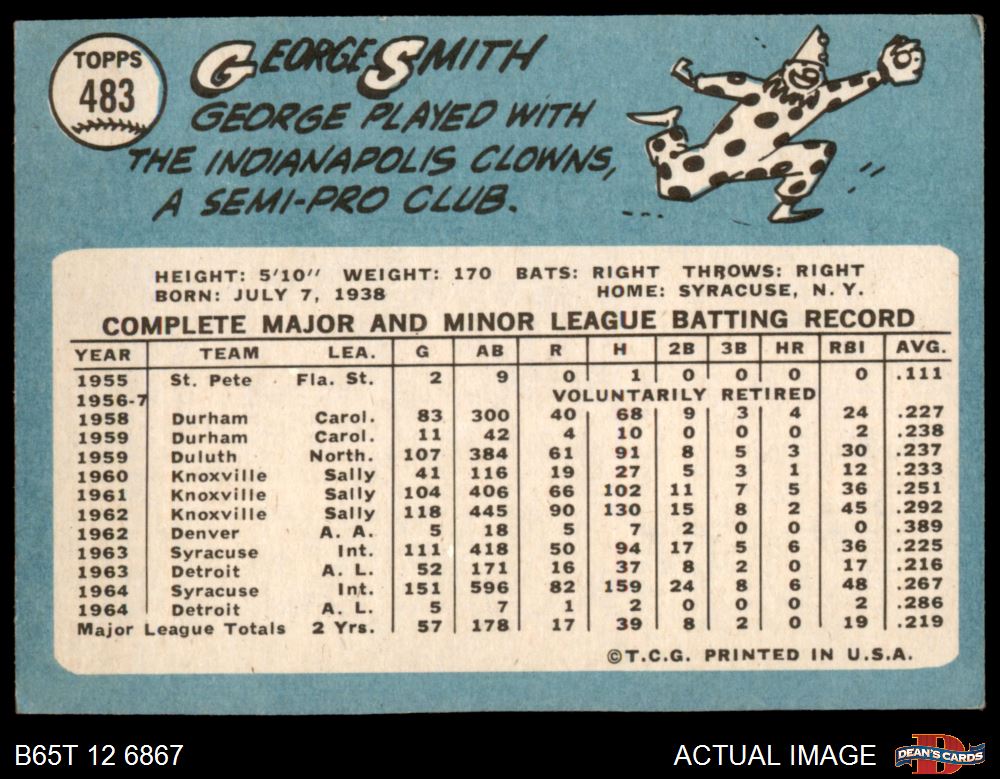 TOPPS
483
GEORGE SMITH
GEORGE PLAYED WITH
THE INDIANAPOLIS CLOWNS,
A SEMI-PRO CLUB.
HEIGHT: 5'10" WEIGHT: 170 BATS: RIGHT THROWS: RIGHT
BORN: JULY 7, 1938 HOME: SYRACUSE, N. Y.
COMPLETE MAJOR AND MINOR LEAGUE BATTING RECORD
YEAR TEAM LEA. G AB R H 2B 3B HR RBI AVG.
1955 St. Pete Fla. St. 2 9 0 1 0 0 0 0 .111
1956-7 VOLUNTARILY RETIRED
1958 Durham Carol. 83 300 40 68 9 3 4 24 .227
1959 Durham Carol. 11 42 4 10 0 0 0 2 .238
1959 Duluth North. 107 384 61 91 8 5 3 30 .237
1960 Knoxville Sally 41 116 19 27 5 3 1 12 .233
1961 Knoxville Sally 104 406 66 102 11 7 5 36 .251
1962 Knoxville Sally 118 445 90 130 15 8 2 45 .292
1962 Denver A. A. 5 18 5 7 2 0 0 0 .389
1963 Syracuse Int. 111 418 50 94 17 5 6 36 .225
1963 Detroit A. L. 52 171 16 37 8 2 0 17 .216
1964 Syracuse Int. 151 596 82 159 24 8 6 48 .267
1964 Detroit A. L. 5 7 1 2 0 0 0 2 .286
Major League Totals 2 Yrs. 57 178 17 39 8 2 0 19 .219
©T.C.G. PRINTED IN U.S.A.
B65T 12 6867 ACTUAL IMAGE DEAN'S CARDS